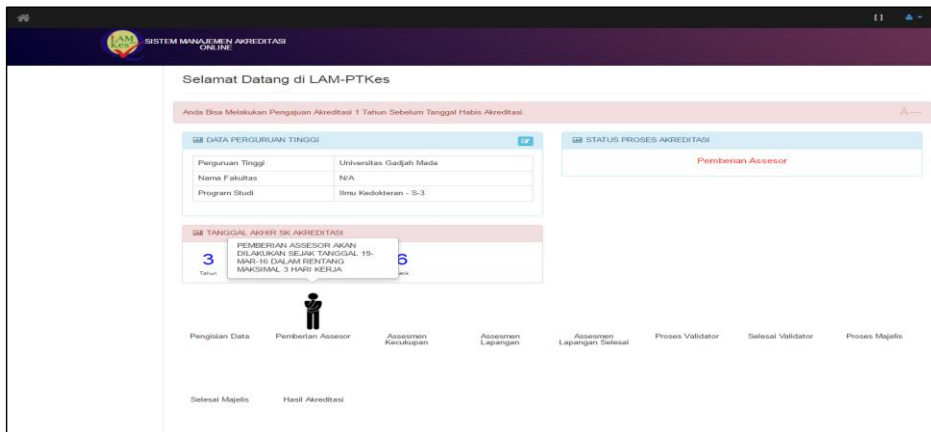 [ ]
LAM
Kes
SISTEM MANAJEMEN AKREDITASI
ONLINE
Selamat Datang di LAM-PTKes
Anda Bisa Melakukan Pengajuan Akreditasi 1 Tahun Sebelum Tanggal Habis Akreditasi.
DATA PERGURUAN TINGGI
Perguruan Tinggi Universitas Gadjah Mada
Nama Fakultas N/A
Program Studi Ilmu Kedokteran - S-3
STATUS PROSES AKREDITASI
Pemberian Assesor
TANGGAL AKHIR SK AKREDITASI
PEMBERIAN ASSESOR AKAN
DILAKUKAN SEJAK TANGGAL 19-
MAR-16 DALAM RENTANG
MAKSIMAL 3 HARI KERJA
3 6
Tahun
Pengisian Data
Pemberian Assesor
Assesmen
Kecukupan
Assesmen
Lapangan
Assesmen
Lapangan Selesai
Proses Validator
Selesai Validator
Proses Majelis
Selesai Majelis
Hasil Akreditasi